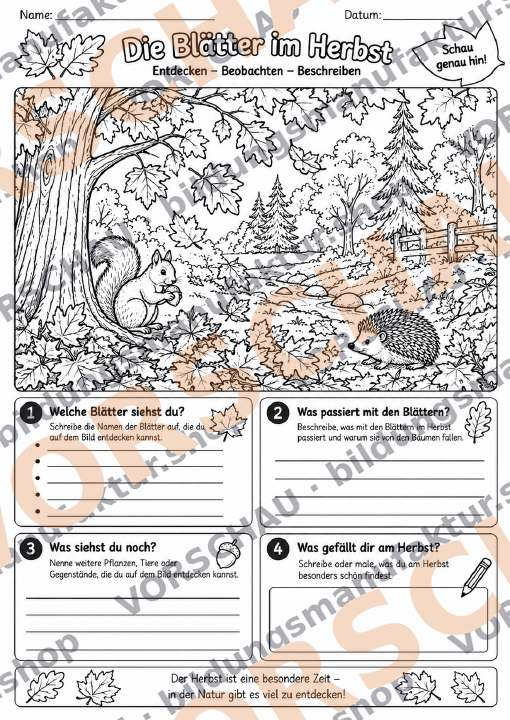 Name: Datum:
Die Blätter im Herbst
Entdecken – Beobachten – Beschreiben
Schau
genau hin!
1 Welche Blätter siehst du?
Schreibe die Namen der Blätter auf, die du
auf dem Bild entdecken kannst.
2 Was passiert mit den Blättern?
Beschreibe, was mit den Blättern im Herbst
passiert und warum sie von den Bäumen fallen.
3 Was siehst du noch?
Nenne weitere Pflanzen, Tiere oder
Gegenstände, die du auf dem Bild entdecken kannst.
4 Was gefällt dir am Herbst?
Schreibe oder male, was du am Herbst
besonders schön findest.
Der Herbst ist eine besondere Zeit –
in der Natur gibt es viel zu entdecken!
VORSCHAU · bildungsmanufaktur.shop
VORSCHAU